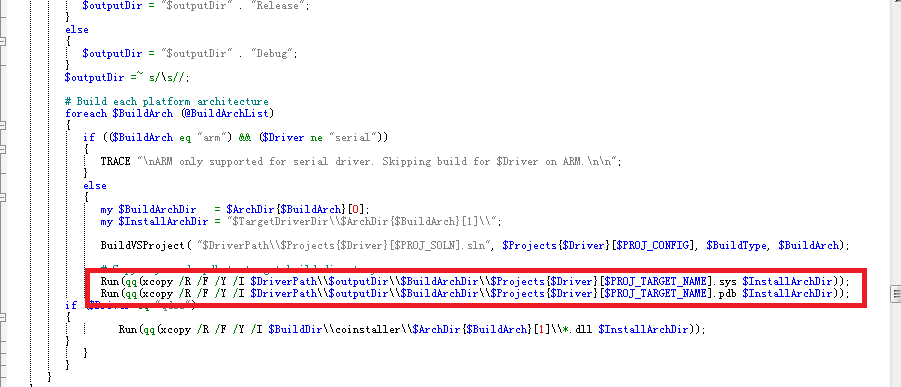 $outputDir = "$outputDir" . "Release";
}
else
{
$outputDir = "$outputDir" . "Debug";
}
$outputDir =~ s/\s//;
# Build each platform architecture
foreach $BuildArch (@BuildArchList)
{
if (($BuildArch eq "arm") && ($Driver ne "serial"))
{
TRACE "\nARM only supported for serial driver. Skipping build for $Driver on ARM.\n\n";
}
else
{
my $BuildArchDir = $ArchDir{$BuildArch}[0];
my $InstallArchDir = "$TargetDriverDir\\$ArchDir{$BuildArch}[1]\\";
BuildVSProject( "$DriverPath\\$Projects{$Driver}[$PROJ_SOLN].sln", $Projects{$Driver}[$PROJ_CONFIG], $BuildType, $BuildArch);
Run(qq(xcopy /R /F /Y /I $DriverPath\\$outputDir\\$BuildArchDir\\$Projects{$Driver}[$PROJ_TARGET_NAME].sys $InstallArchDir));
Run(qq(xcopy /R /F /Y /I $DriverPath\\$outputDir\\$BuildArchDir\\$Projects{$Driver}[$PROJ_TARGET_NAME].pdb $InstallArchDir));
if
{
Run(qq(xcopy /R /F /Y /I $BuildDir\\coinstaller\\$ArchDir{$BuildArch}[1]\\*.dll $InstallArchDir));
}
}
}
}